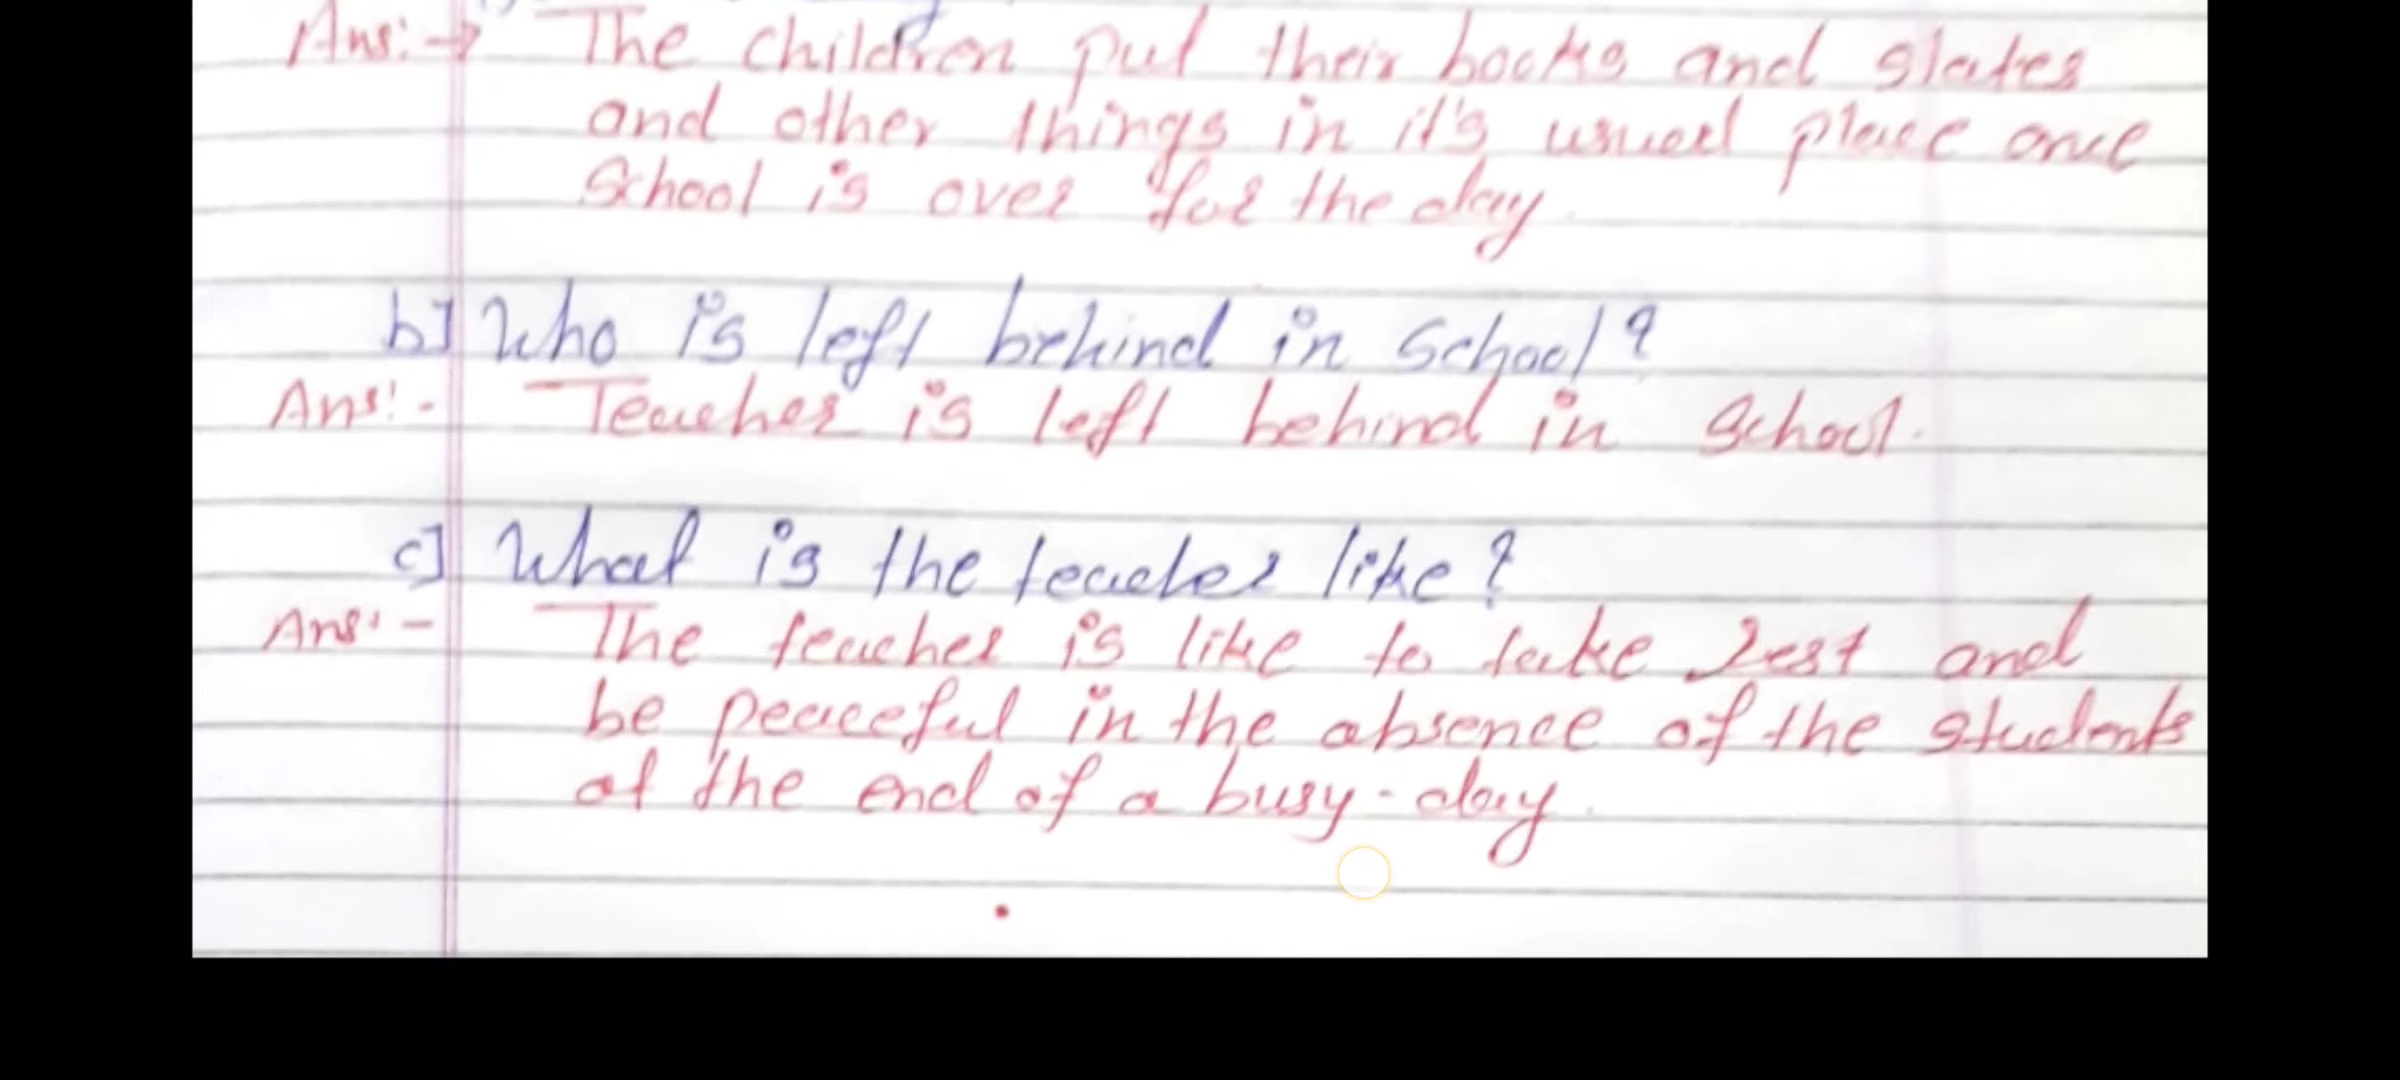 Ans:→ The children put their books and slates
and other things in it's usual place once
School is over for the day.
b] Who is left behind in School?
Ans:- Teacher is left behind in School.
c] What is the teacher like?
Ans:- The teacher is like to take rest and
be peaceful in the absence of the students
at the end of a busy-day.